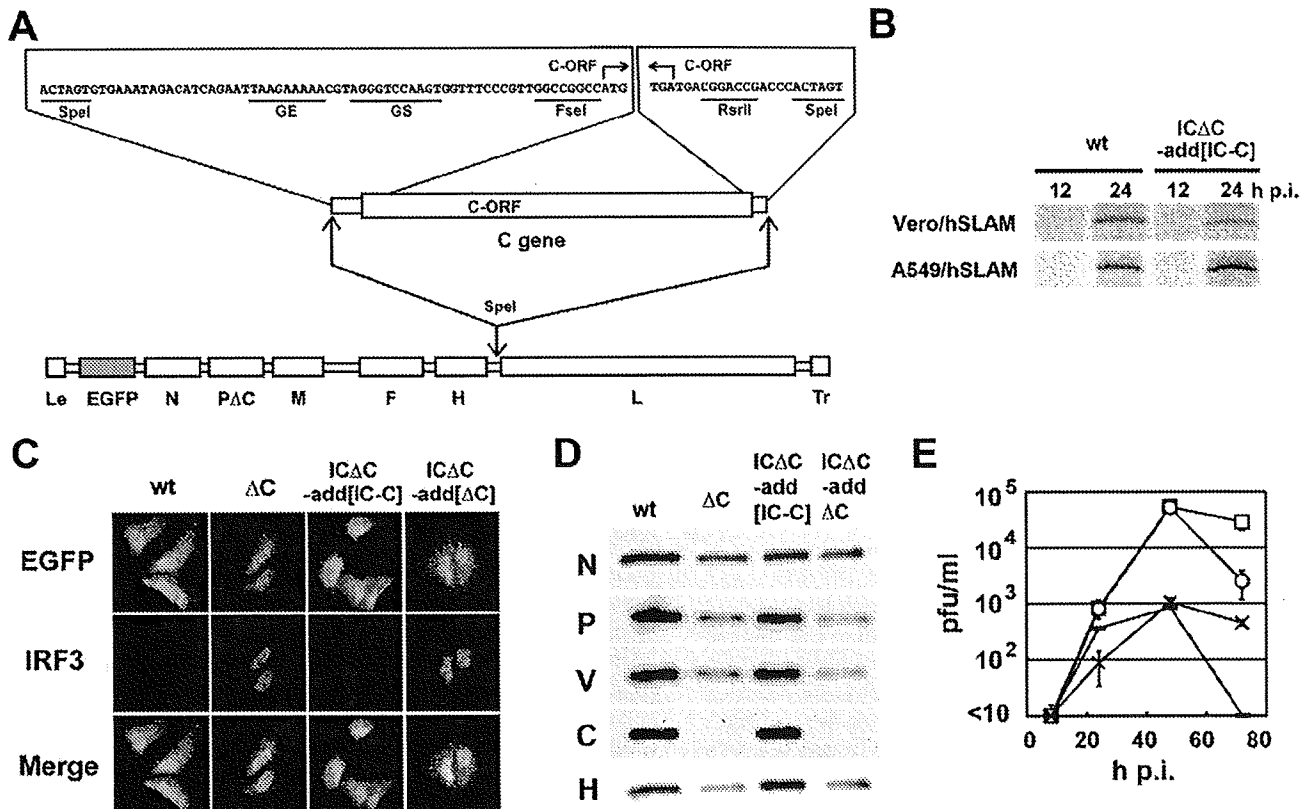 A
C-ORF
C-ORF
ACTAGTGTGAAATAGACATCAGAATTAAGAAAAACGTAGGGTCCAAGTGGTTTCCCGTTGGCCGGCCATG
TGATGACGGACCGACCCACTAGT
SpeI
GE
GS
FseI
RsrII
SpeI
C-ORF
C gene
SpeI
Le
EGFP
N
PΔC
M
F
H
L
Tr
B
wt
ICΔC
-add[IC-C]
12
24
12
24
h p.i.
Vero/hSLAM
A549/hSLAM
C
wt
ΔC
ICΔC
-add[IC-C]
ICΔC
-add[ΔC]
EGFP
IRF3
Merge
D
wt
ΔC
ICΔC
-add
[IC-C]
ICΔC
-add
ΔC
N
P
V
C
H
E
pfu/ml
10⁵
10⁴
10³
10²
<10
0
20
40
60
80
h p.i.